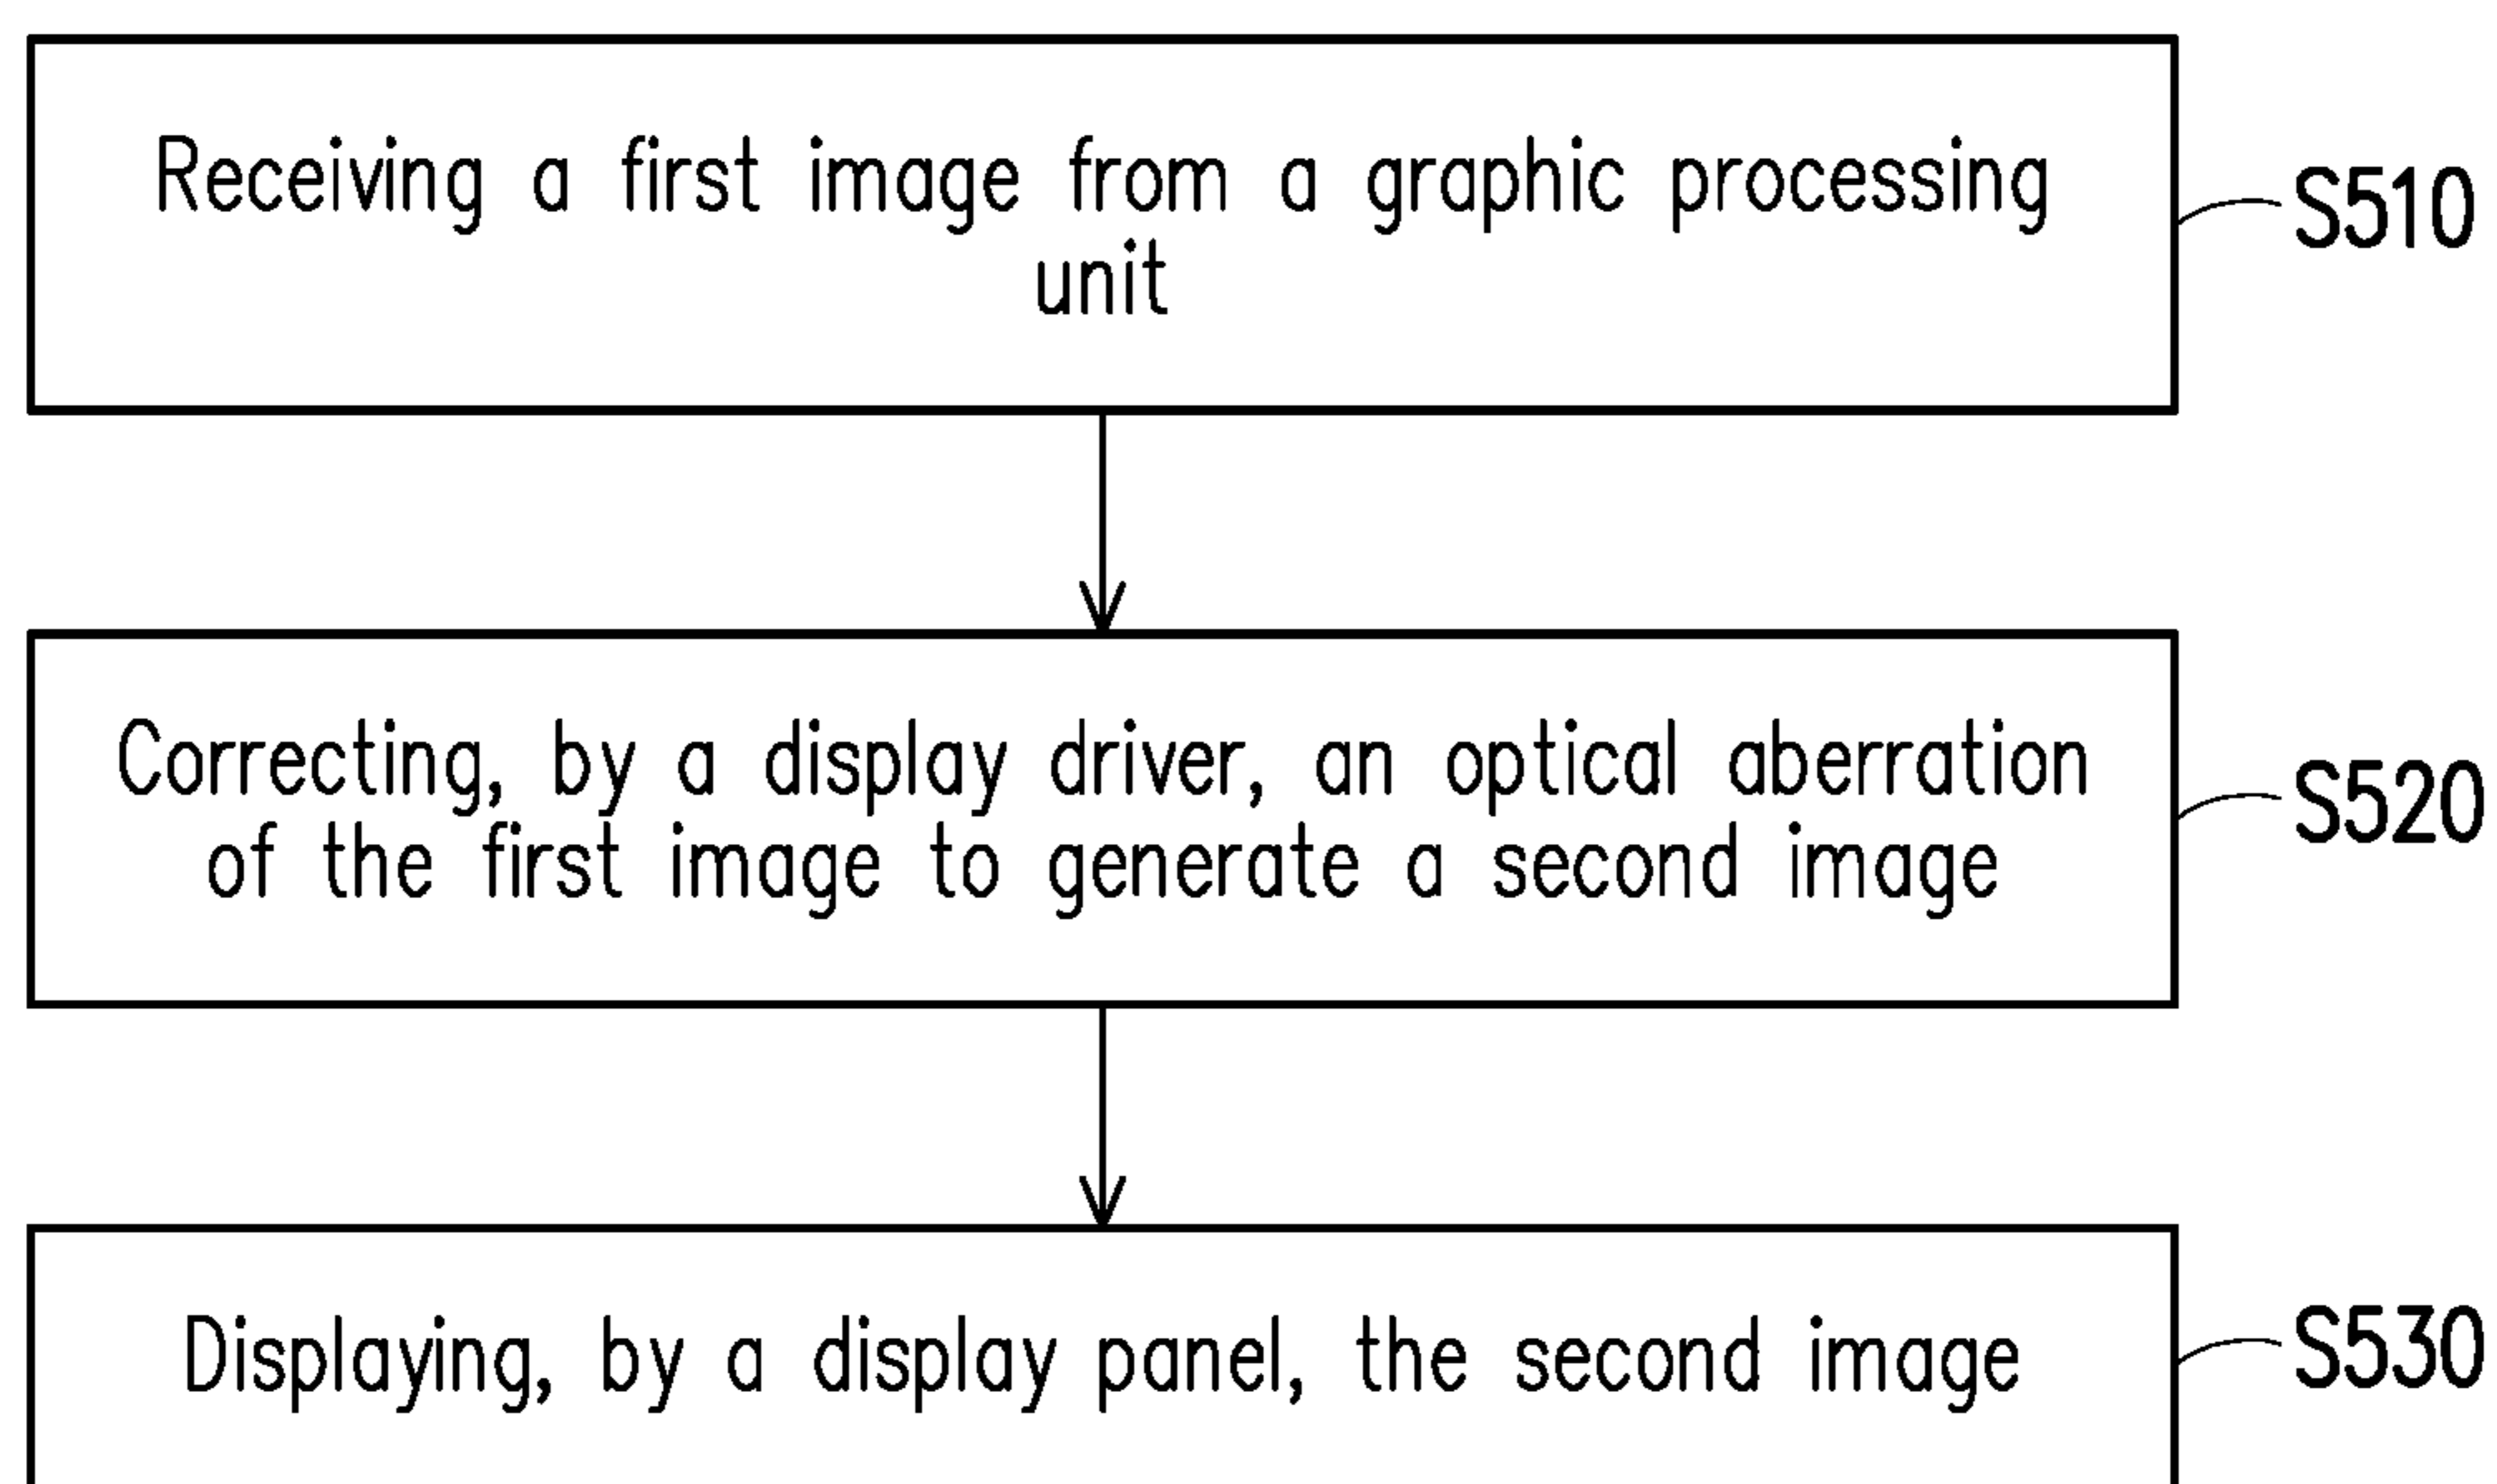 Receiving a first image from a graphic processing
unit
S510
Correcting, by a display driver, an optical aberration
of the first image to generate a second image
S520
Displaying, by a display panel, the second image
S530